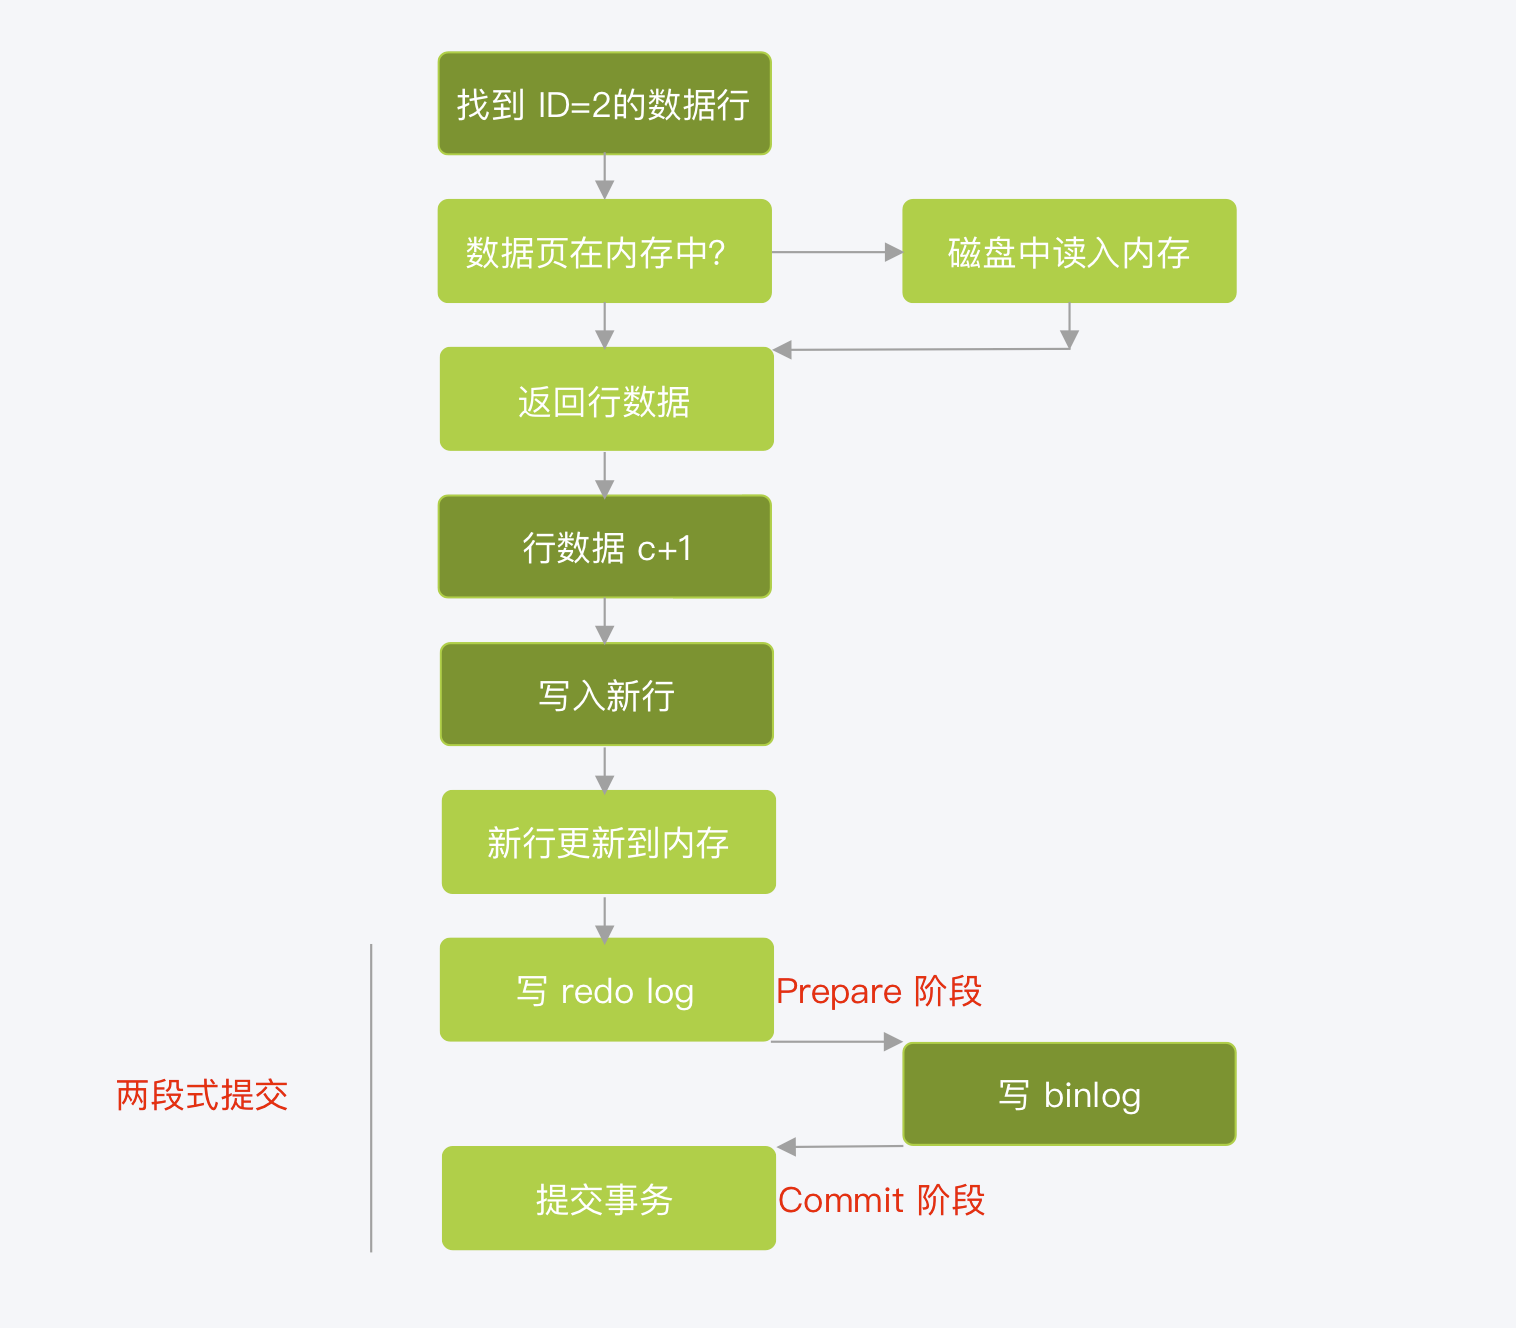 找到 ID=2的数据行
数据页在内存中?
磁盘中读入内存
返回行数据
行数据 c+1
写入新行
新行更新到内存
写 redo log
Prepare 阶段
两段式提交
写 binlog
提交事务
Commit 阶段